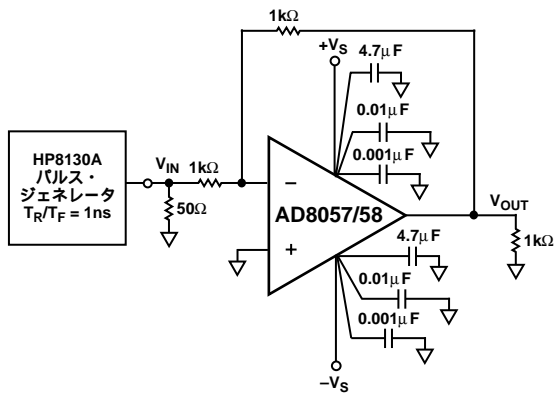 1kΩ
+VS
4.7μF
0.01μF
0.001μF
HP8130A
パルス・
ジェネレータ
TR/TF = 1ns
VIN
1kΩ
50Ω
−
+
AD8057/58
VOUT
1kΩ
4.7μF
0.01μF
0.001μF
−VS